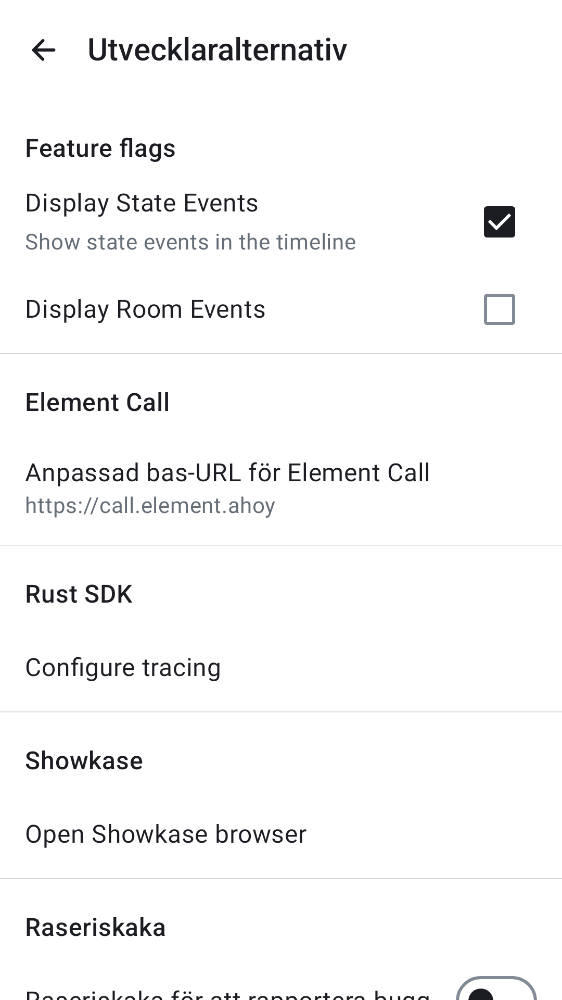 Utvecklaralternativ
Feature flags
Display State Events
Show state events in the timeline
Display Room Events
Element Call
Anpassad bas-URL för Element Call
https://call.element.ahoy
Rust SDK
Configure tracing
Showkase
Open Showkase browser
Raseriskaka
Raseriskaka för att rapportera bugg